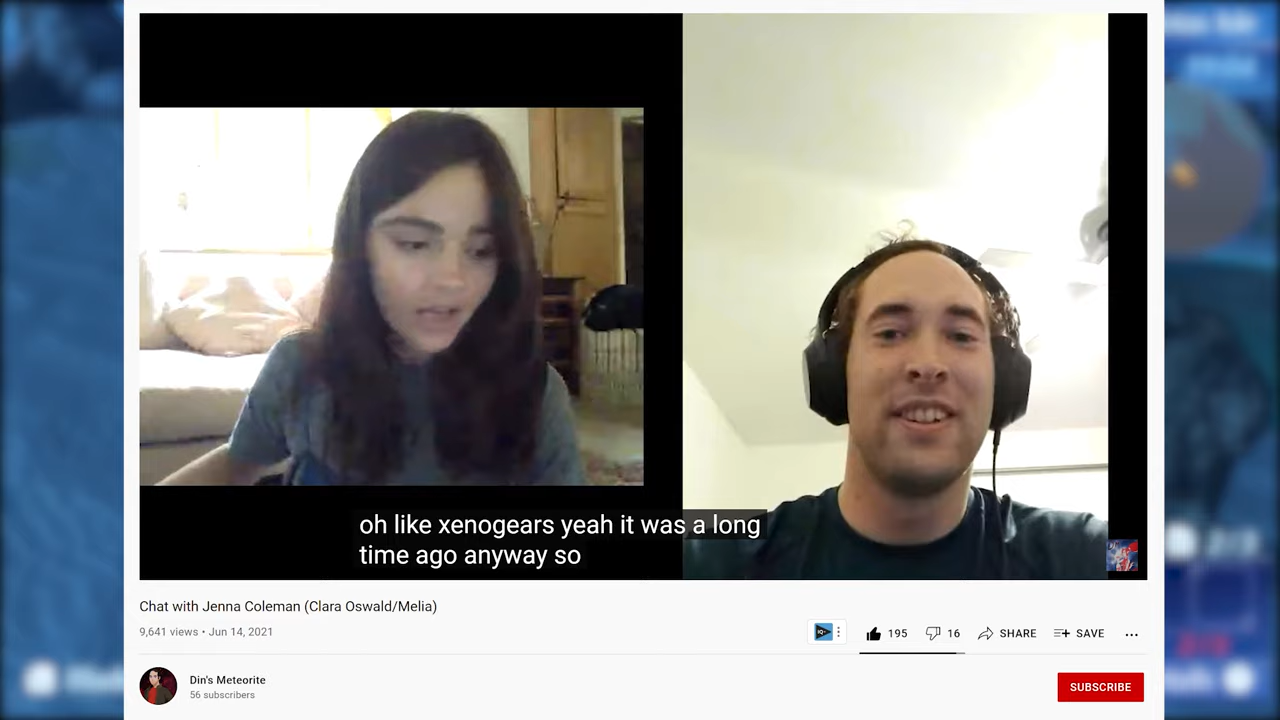 oh like xenogears yeah it was a long
time ago anyway so
Chat with Jenna Coleman (Clara Oswald/Melia)
9,641 views • Jun 14, 2021
195
16
SHARE
SAVE
Din's Meteorite
56 subscribers
SUBSCRIBE